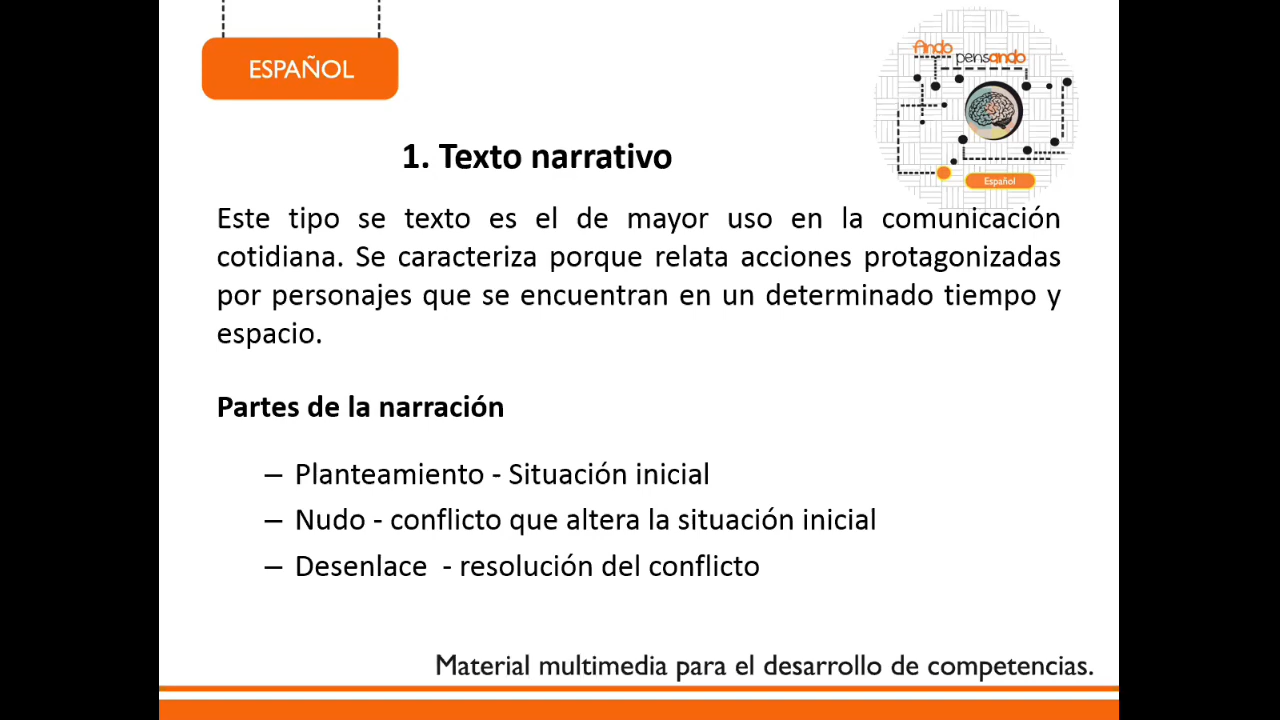 ESPAÑOL
Ando
pensando
Español
1. Texto narrativo
Este tipo se texto es el de mayor uso en la comunicación
cotidiana. Se caracteriza porque relata acciones protagonizadas
por personajes que se encuentran en un determinado tiempo y
espacio.
Partes de la narración
– Planteamiento - Situación inicial
– Nudo - conflicto que altera la situación inicial
– Desenlace - resolución del conflicto
Material multimedia para el desarrollo de competencias.